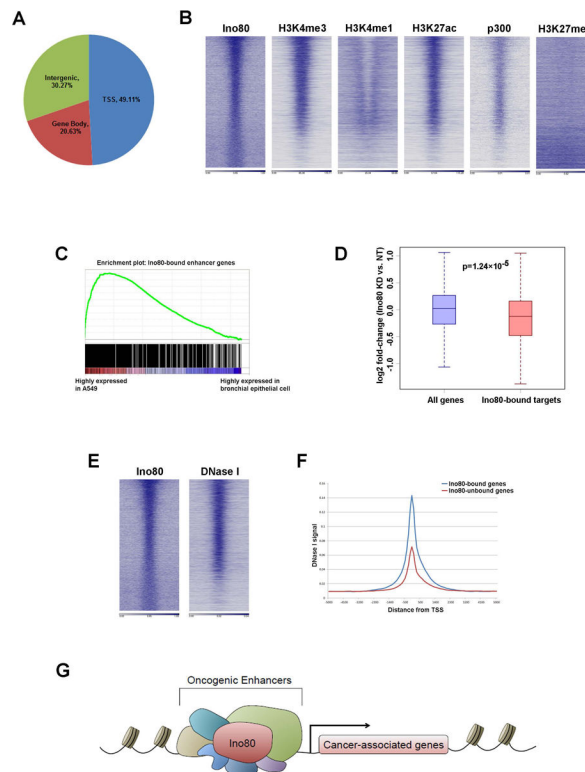 A
Intergenic,
30.27%
TSS, 49.11%
Gene Body,
20.63%
B
Ino80 H3K4me3 H3K4me1 H3K27ac p300 H3K27me
C
Enrichment plot: Ino80-bound enhancer genes
Highly expressed
in A549
Highly expressed in
bronchial epithelial cell
D
log2 fold-change (Ino80 KD vs. NT)
1.0
0.5
0.0
-0.5
-1.0
p=1.24×10-5
All genes Ino80-bound targets
E
Ino80 DNase I
F
Ino80-bound genes
Ino80-unbound genes
DNase I signal
Distance from TSS
G
Oncogenic Enhancers
Ino80
Cancer-associated genes